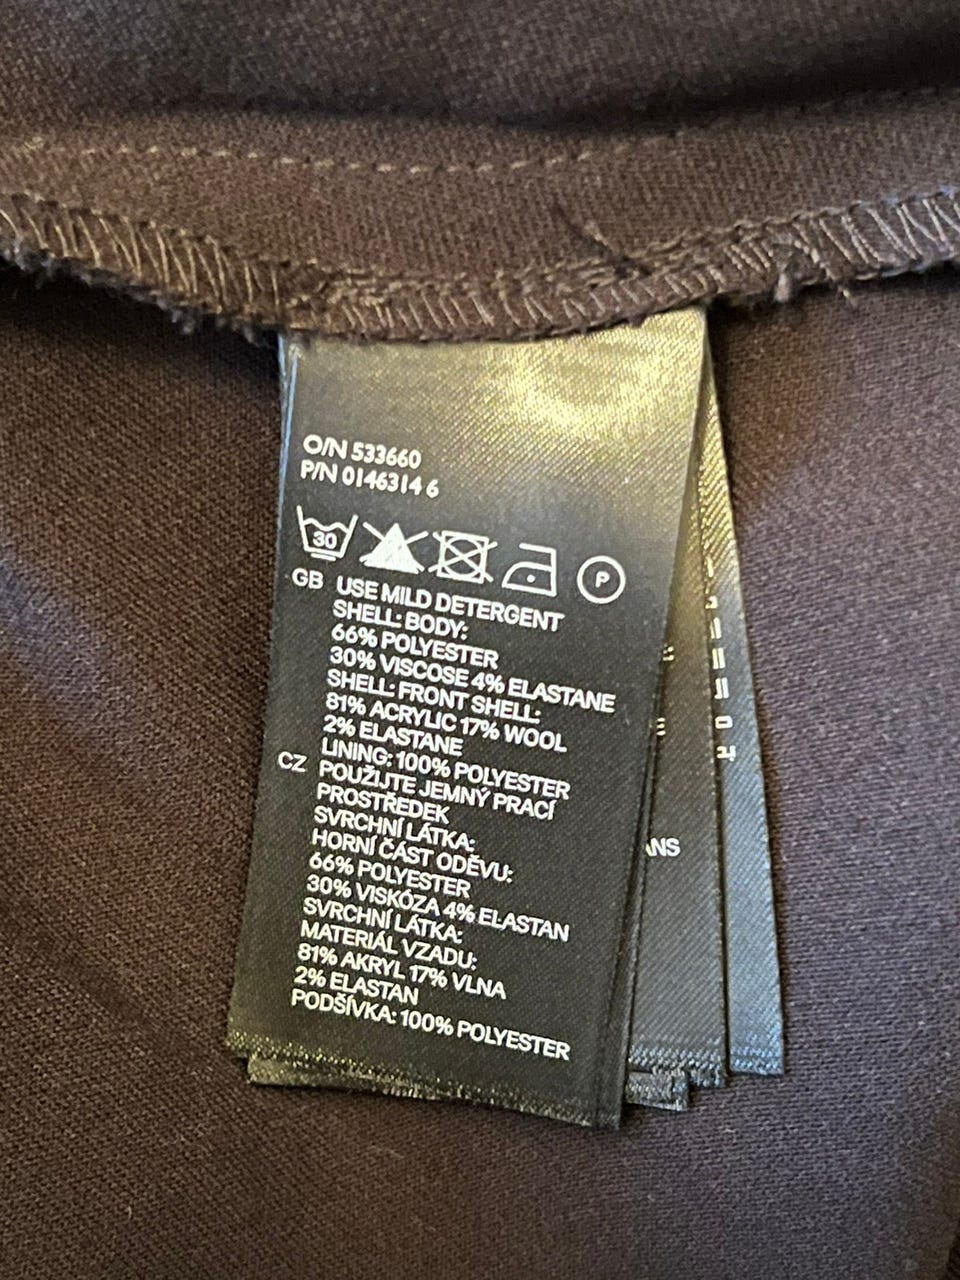 O/N 533660
P/N 0146314 6
30
P
GB USE MILD DETERGENT
SHELL: BODY:
66% POLYESTER
30% VISCOSE 4% ELASTANE
SHELL: FRONT SHELL:
81% ACRYLIC 17% WOOL
2% ELASTANE
LINING: 100% POLYESTER
CZ POUŽIJTE JEMNÝ PRACÍ
PROSTŘEDEK
SVRCHNÍ LÁTKA:
HORNÍ ČÁST ODĚVU:
66% POLYESTER
30% VISKÓZA 4% ELASTAN
SVRCHNÍ LÁTKA:
MATERIÁL VZADU:
81% AKRYL 17% VLNA
2% ELASTAN
PODŠÍVKA: 100% POLYESTER